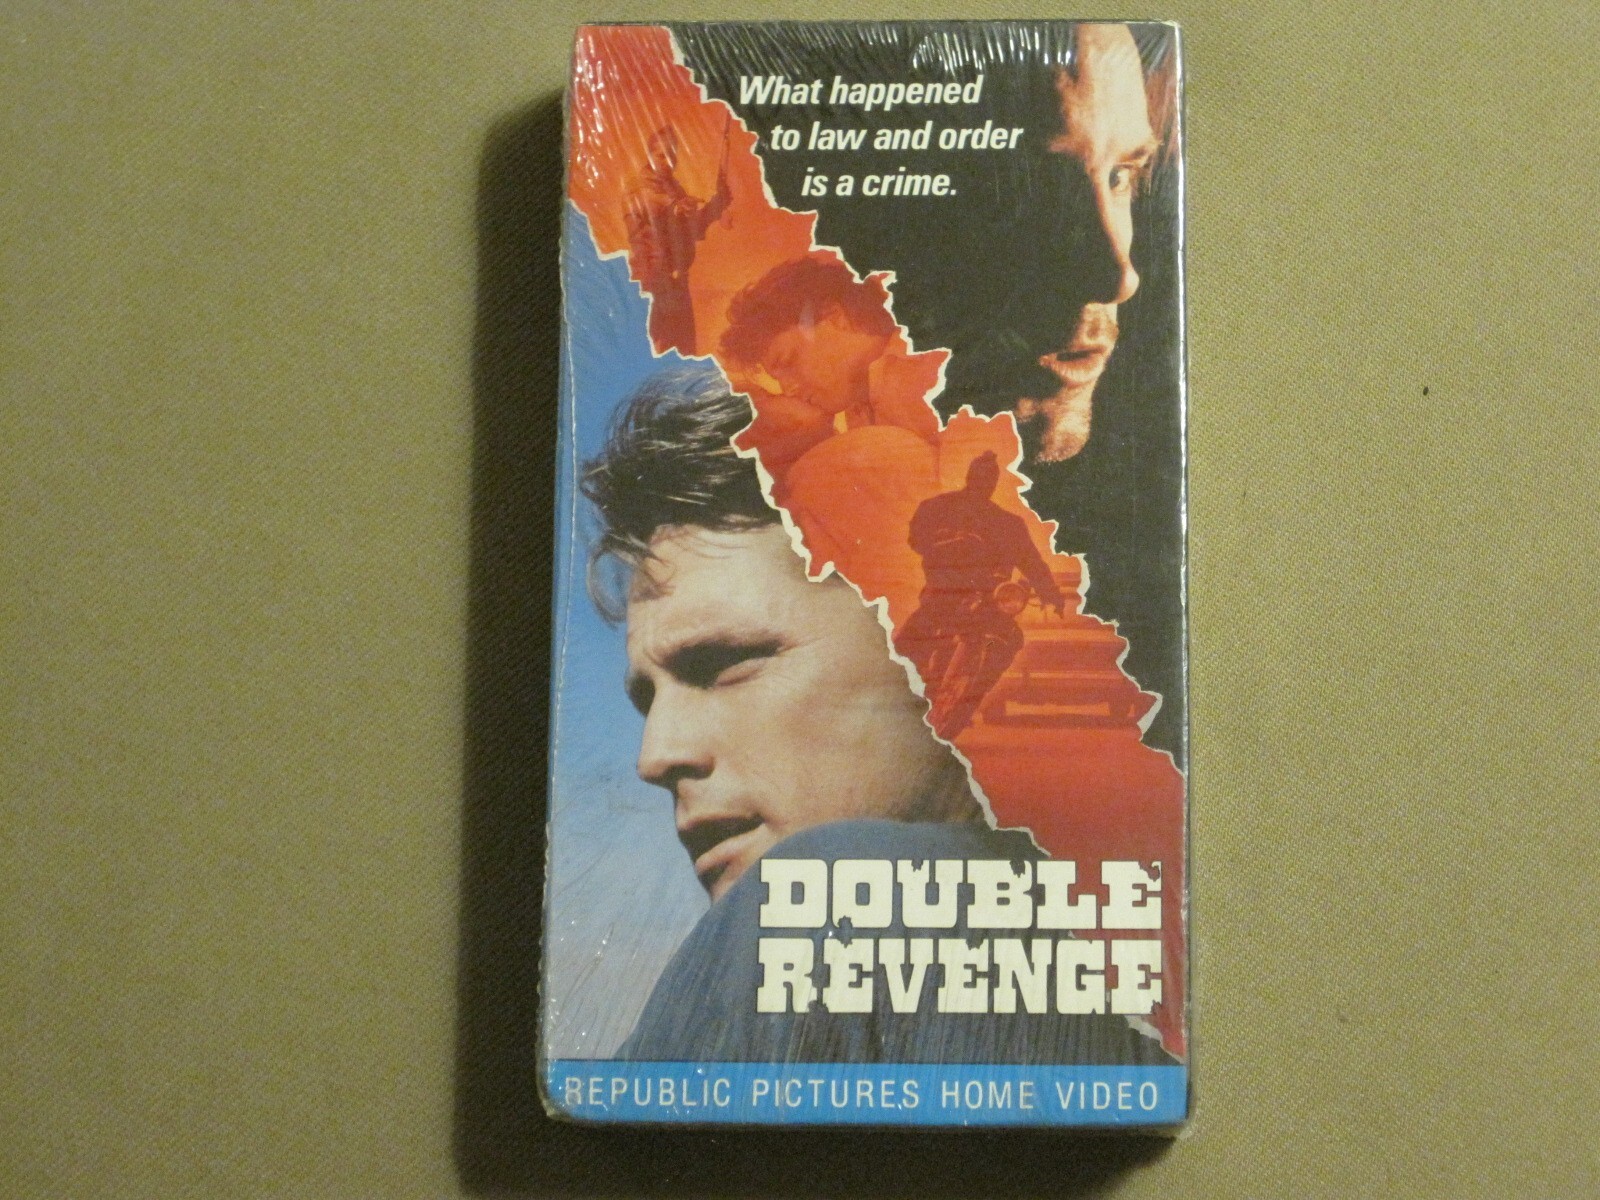 What happened
to law and order
is a crime.
DOUBLE
REVENGE
REPUBLIC PICTURES HOME VIDEO